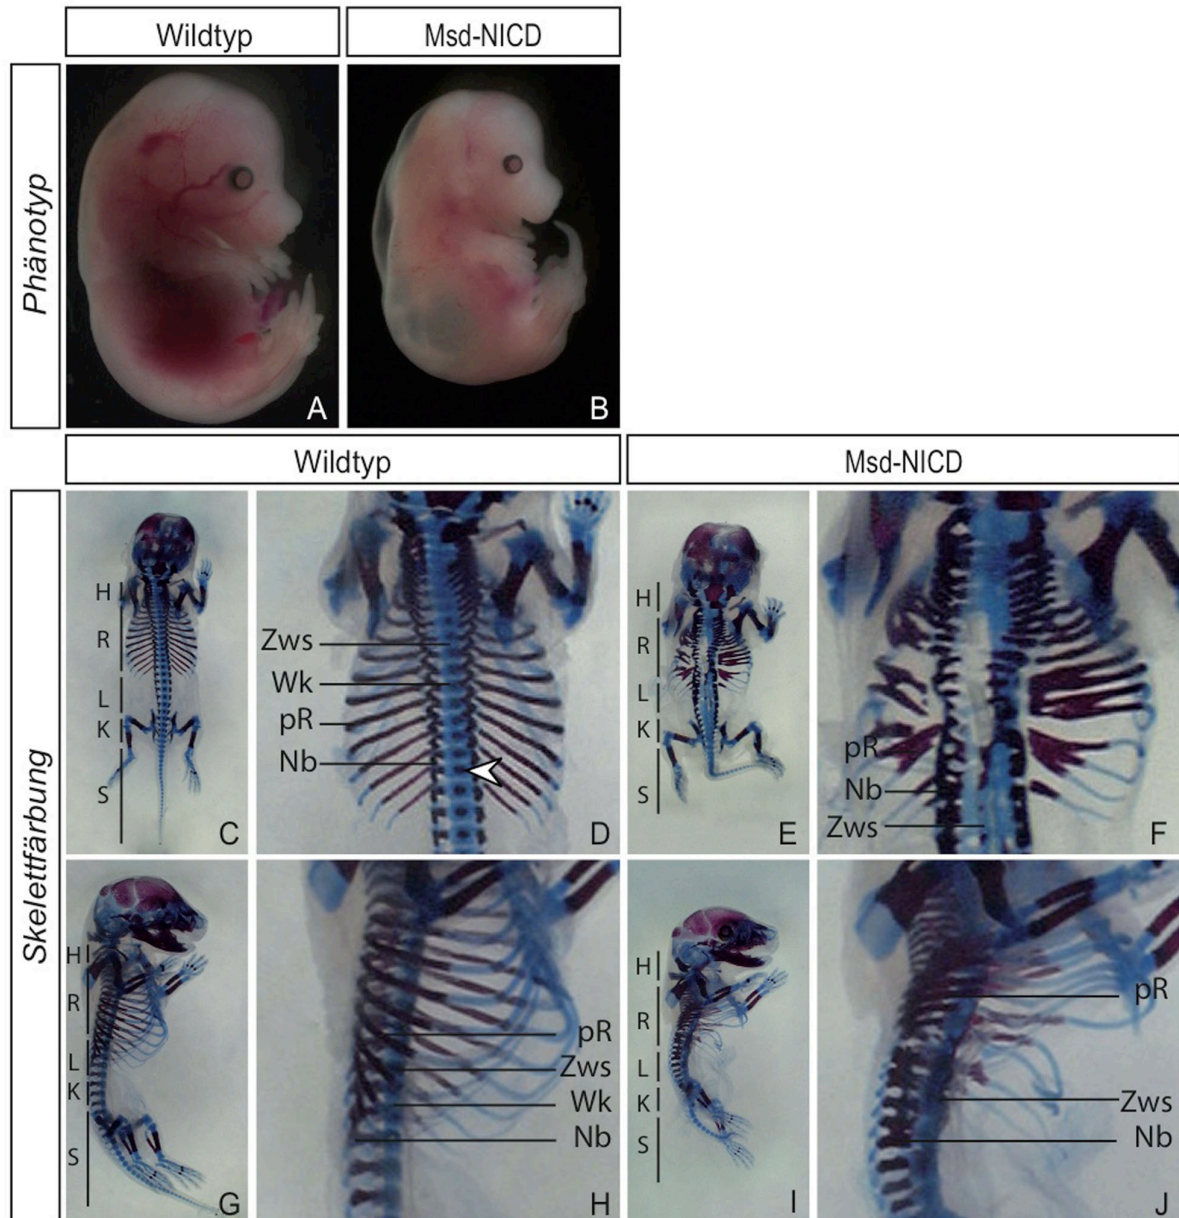 Wildtyp
Msd-NICD
Phänotyp
A
B
Wildtyp
Msd-NICD
Skelettfärbung
H
R
L
K
S
C
Zws
Wk
pR
Nb
D
H
R
L
K
S
E
pR
Nb
Zws
F
H
R
L
K
S
G
pR
Zws
Wk
Nb
H
H
R
L
K
S
I
pR
Zws
Nb
J